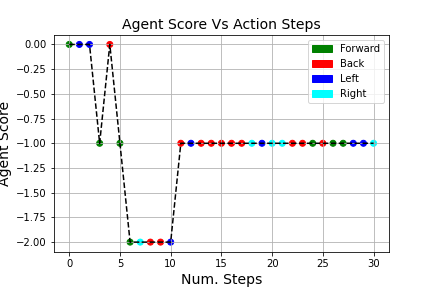 Agent Score Vs Action Steps
Agent Score
0.00
−0.25
−0.50
−0.75
−1.00
−1.25
−1.50
−1.75
−2.00
Forward
Back
Left
Right
0 5 10 15 20 25 30
Num. Steps